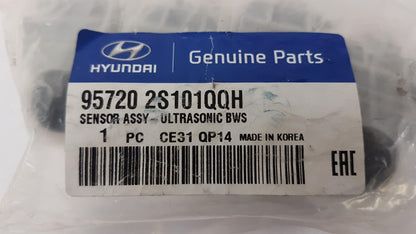 HYUNDAI
Genuine Parts
95720 2S101QQH
SENSOR ASSY-ULTRASONIC BWS
1 PC CE31 QP14 MADE IN KOREA
EAC